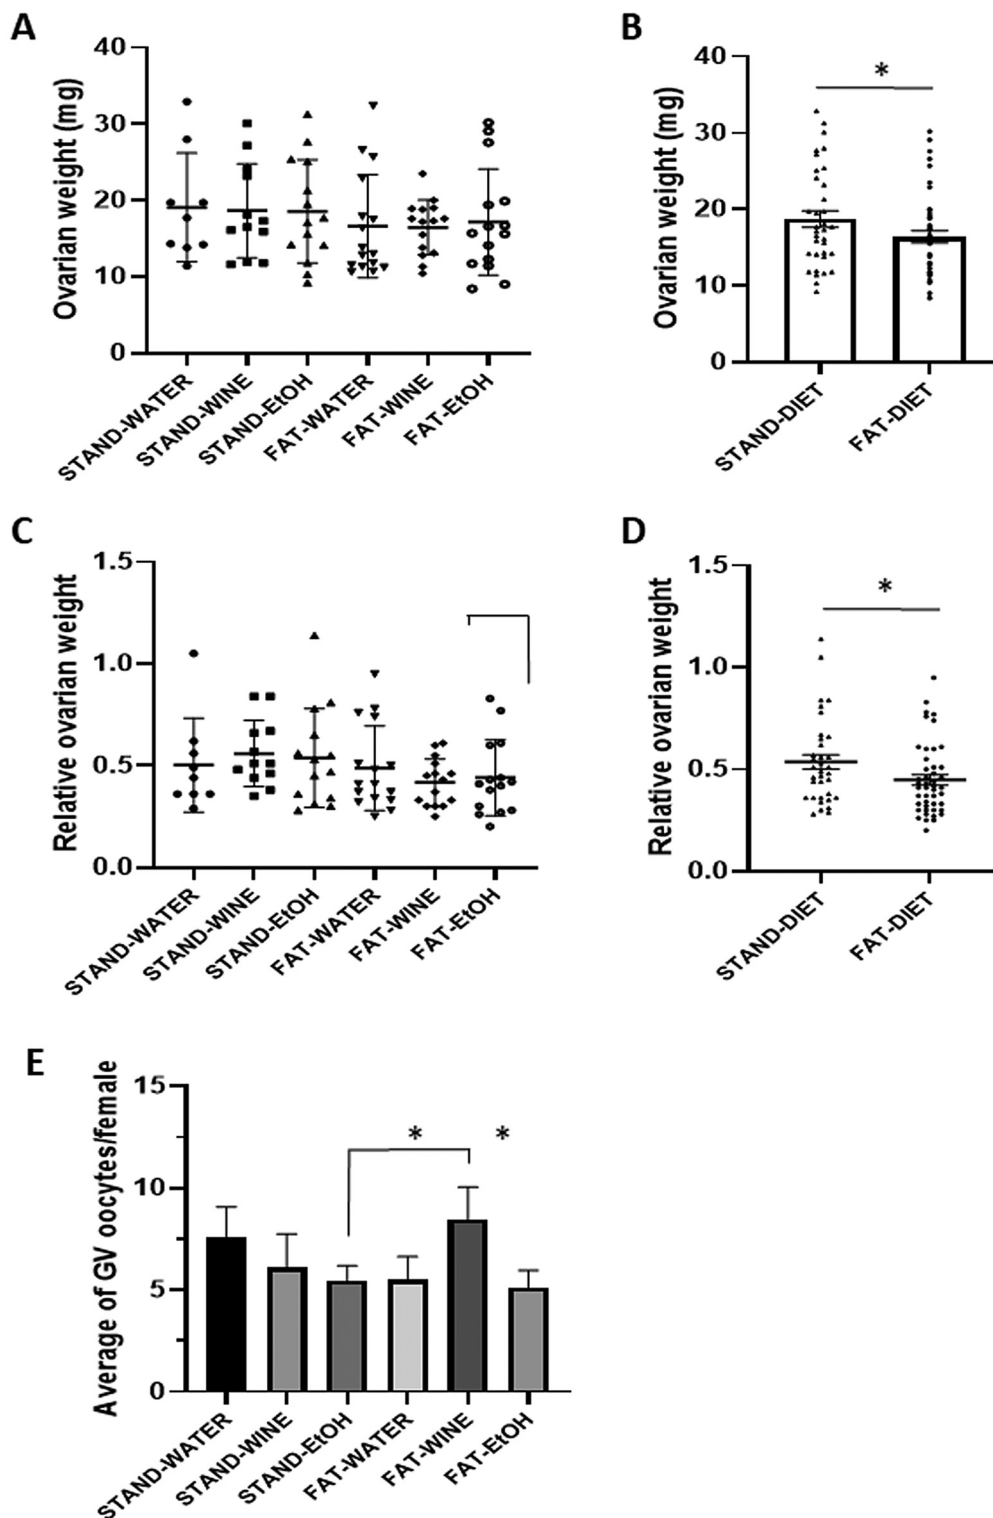 A
Ovarian weight (mg)
40
30
20
10
0
STAND-WATER
STAND-WINE
STAND-EtOH
FAT-WATER
FAT-WINE
FAT-EtOH
B
Ovarian weight (mg)
40
30
20
10
0
*
STAND-DIET
FAT-DIET
C
Relative ovarian weight
1.5
1.0
0.5
0.0
STAND-WATER
STAND-WINE
STAND-EtOH
FAT-WATER
FAT-WINE
FAT-EtOH
D
Relative ovarian weight
1.5
1.0
0.5
0.0
*
STAND-DIET
FAT-DIET
E
Average of GV oocytes/female
15
10
5
0
*
*
STAND-WATER
STAND-WINE
STAND-EtOH
FAT-WATER
FAT-WINE
FAT-EtOH